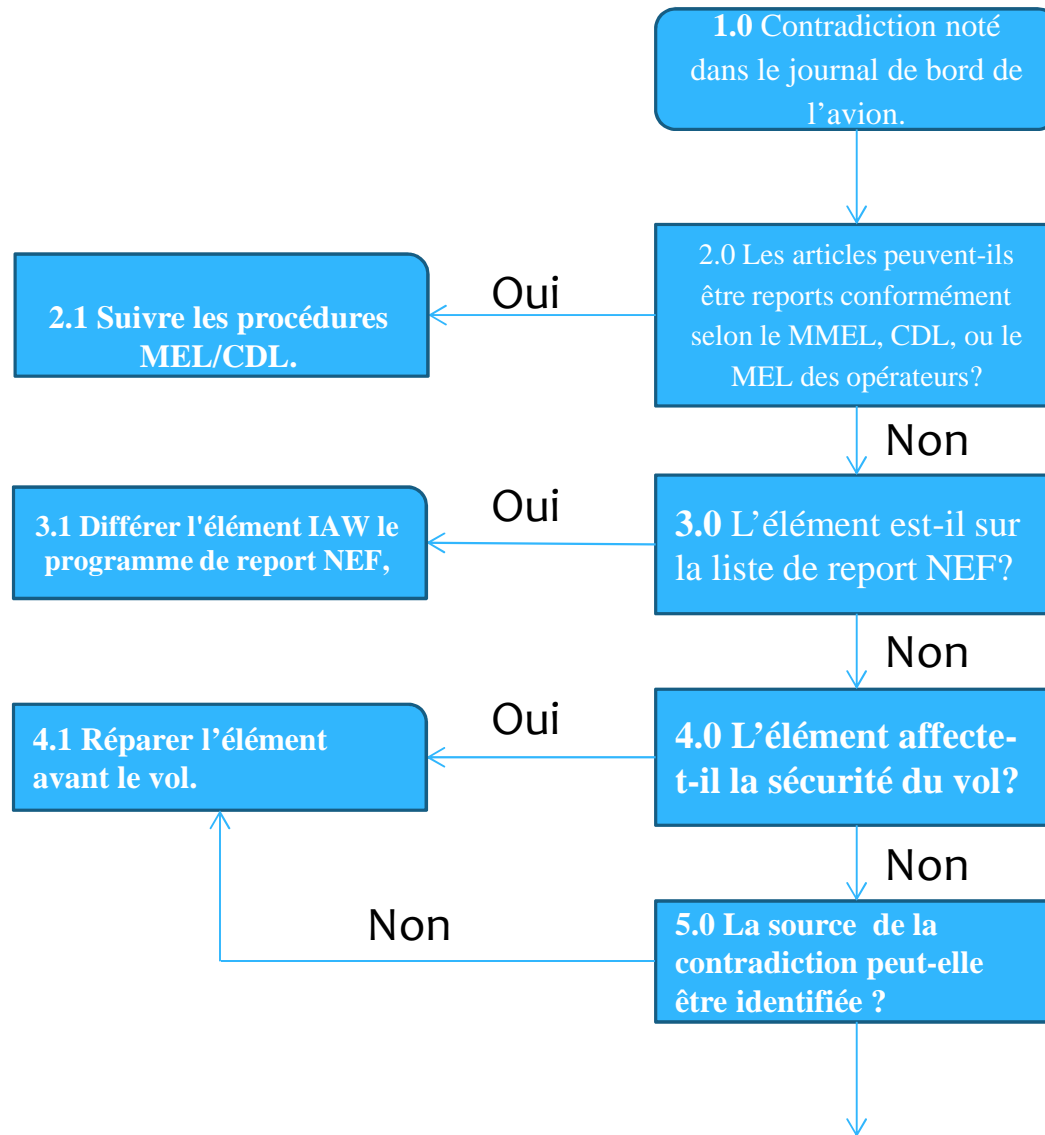 1.0 Contradiction noté
dans le journal de bord de
l’avion.
2.0 Les articles peuvent-ils
être reports conformément
selon le MMEL, CDL, ou le
MEL des opérateurs?
Oui
2.1 Suivre les procédures
MEL/CDL.
Non
3.0 L’élément est-il sur
la liste de report NEF?
Oui
3.1 Différer l'élément IAW le
programme de report NEF,
Non
4.0 L’élément affecte-
t-il la sécurité du vol?
Oui
4.1 Réparer l’élément
avant le vol.
Non
5.0 La source  de la
contradiction peut-elle
être identifiée ?
Non